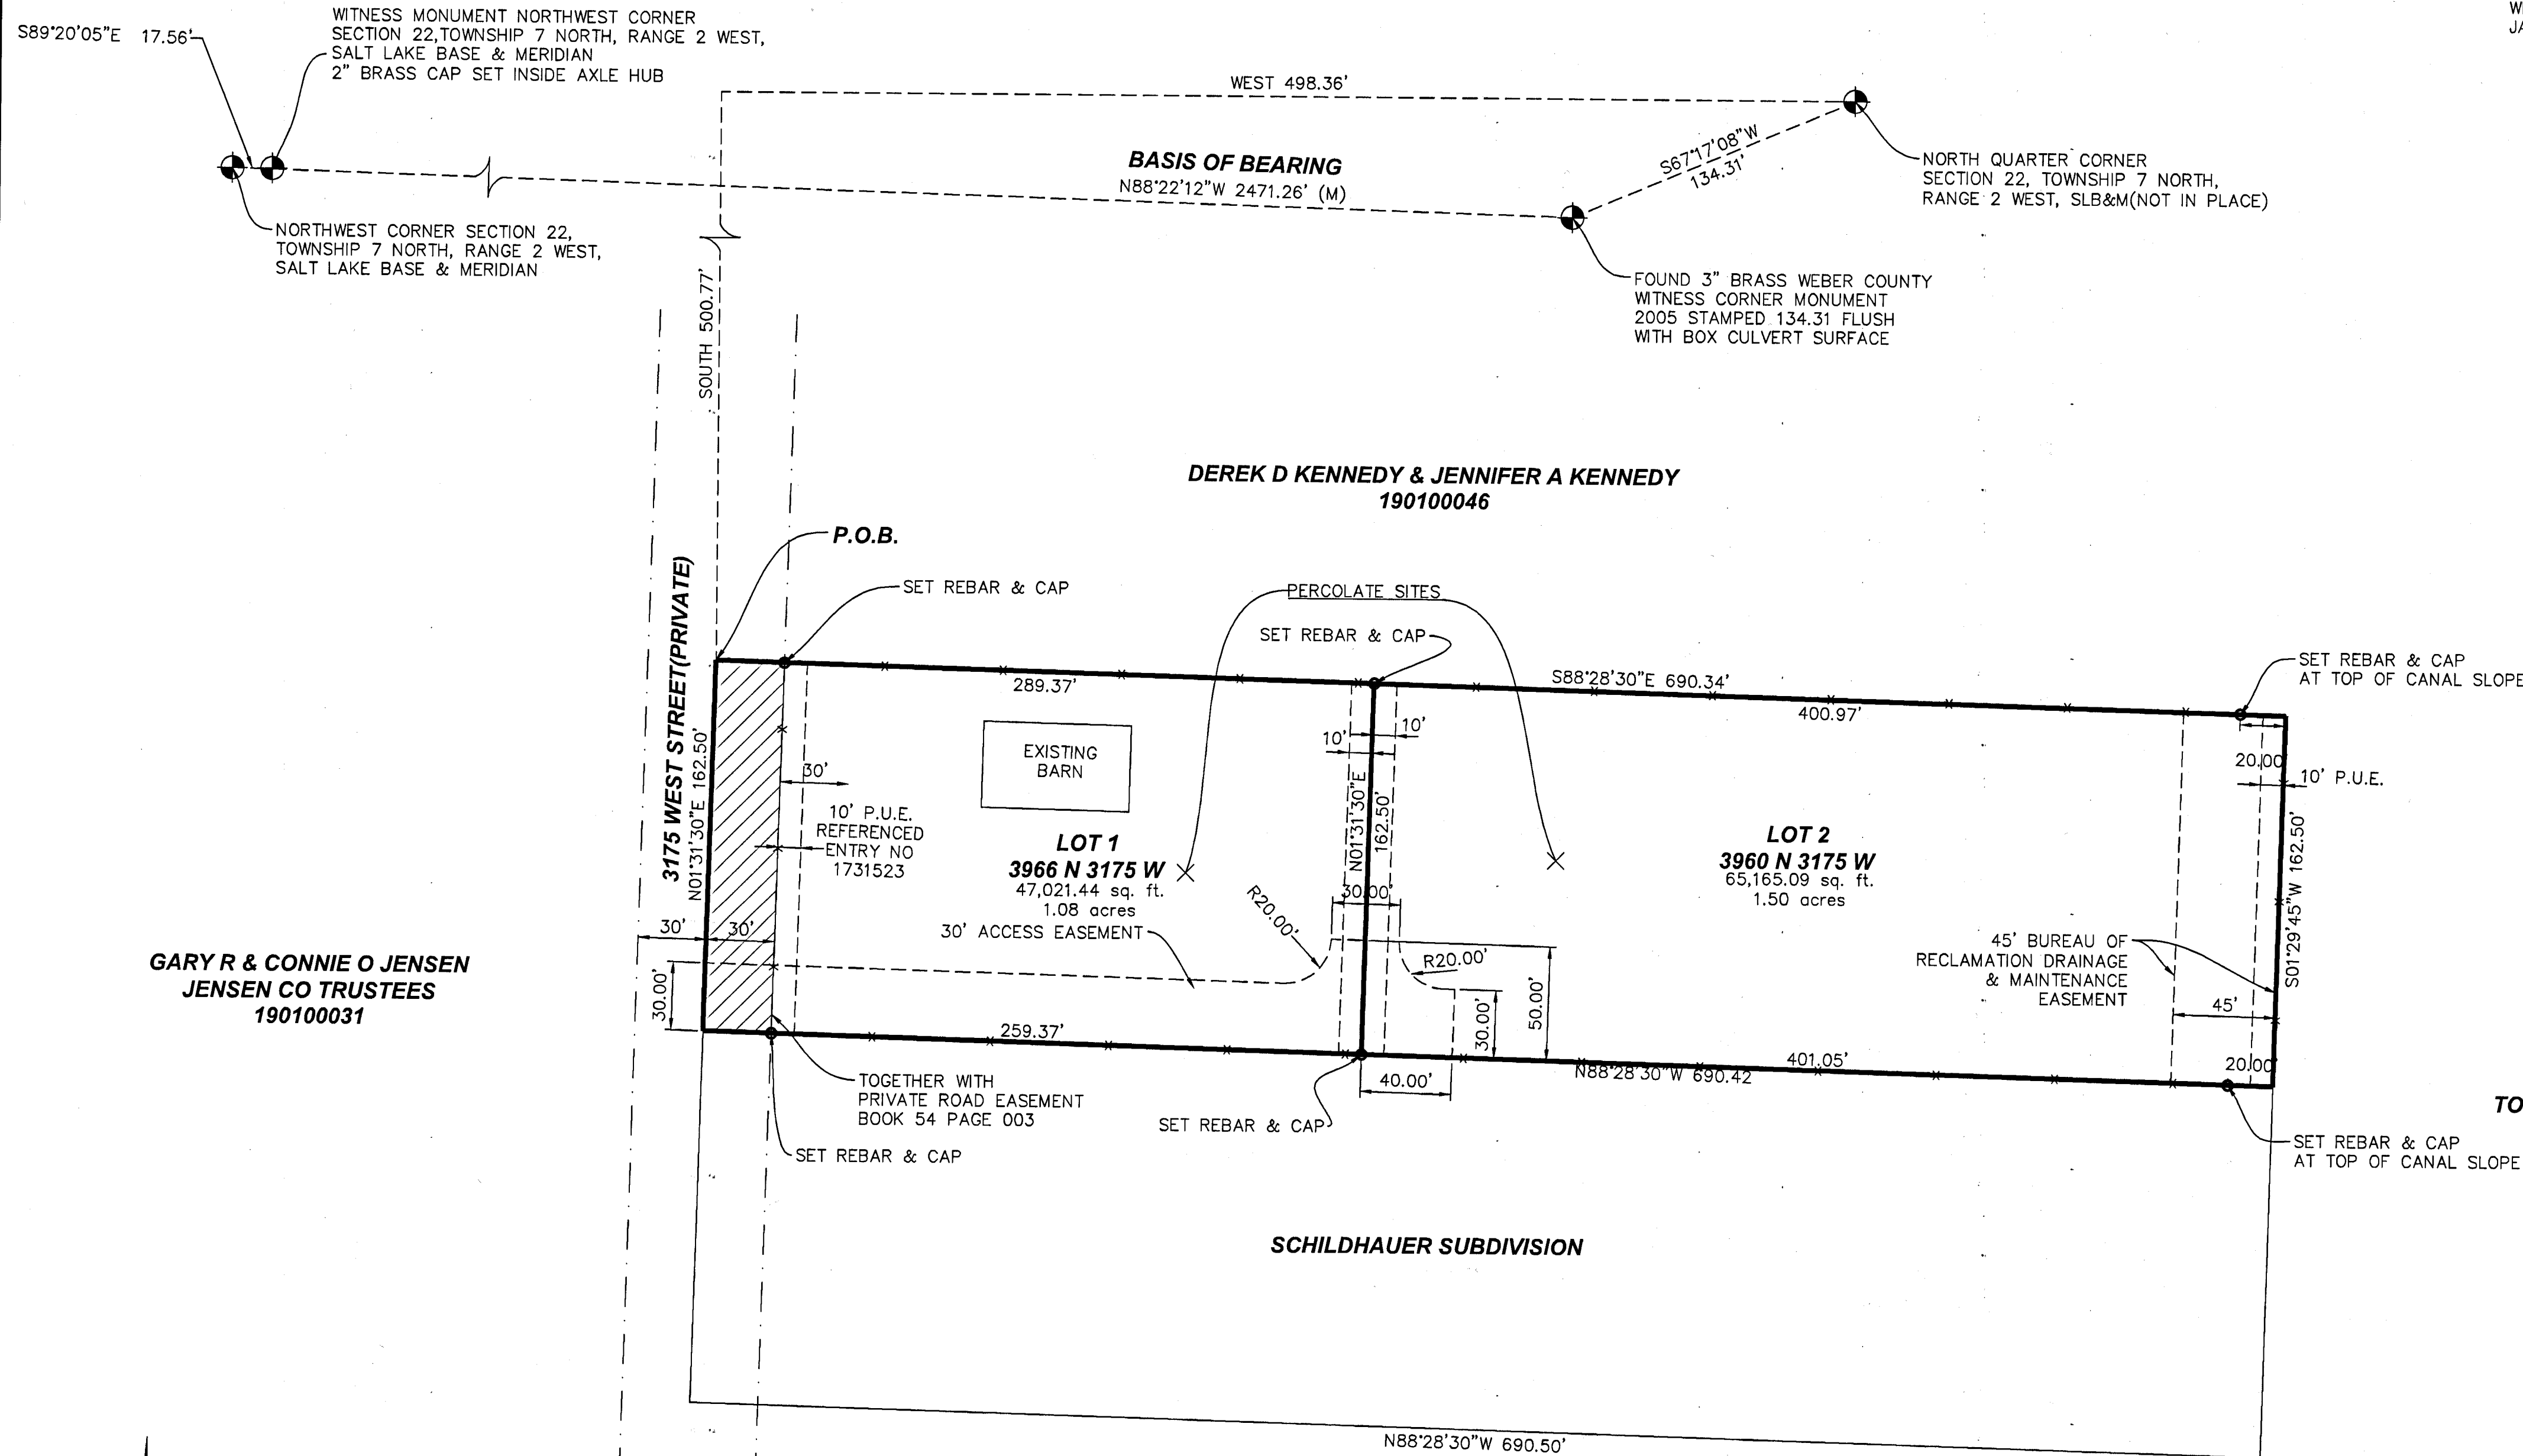 WITNESS MONUMENT NORTHWEST CORNER
SECTION 22,TOWNSHIP 7 NORTH, RANGE 2 WEST,
SALT LAKE BASE & MERIDIAN
2" BRASS CAP SET INSIDE AXLE HUB
S89°20'05"E 17.56'
WEST 498.36'
BASIS OF BEARING
N88°22'12"W 2471.26' (M)
S67°17'08"W
134.31'
NORTH QUARTER CORNER
SECTION 22, TOWNSHIP 7 NORTH,
RANGE 2 WEST, SLB&M(NOT IN PLACE)
NORTHWEST CORNER SECTION 22,
TOWNSHIP 7 NORTH, RANGE 2 WEST,
SALT LAKE BASE & MERIDIAN
FOUND 3" BRASS WEBER COUNTY
WITNESS CORNER MONUMENT
2005 STAMPED 134.31 FLUSH
WITH BOX CULVERT SURFACE
SOUTH 500.77'
DEREK D KENNEDY & JENNIFER A KENNEDY
190100046
P.O.B.
SET REBAR & CAP
PERCOLATE SITES
SET REBAR & CAP
SET REBAR & CAP
AT TOP OF CANAL SLOPE
3175 WEST STREET(PRIVATE)
N01°31'30"E 162.50'
289.37'
S88°28'30"E 690.34'
400.97'
EXISTING
BARN
10'
10'
30'
20.00
10' P.U.E.
10' P.U.E.
REFERENCED
ENTRY NO
1731523
LOT 1
3966 N 3175 W
47,021.44 sq. ft.
1.08 acres
N01°31'30"E
162.50'
LOT 2
3960 N 3175 W
65,165.09 sq. ft.
1.50 acres
S01°29'45"W 162.50'
30.00'
R20.00'
30' ACCESS EASEMENT
30'
30'
R20.00'
45' BUREAU OF
RECLAMATION DRAINAGE
& MAINTENANCE
EASEMENT
45'
GARY R & CONNIE O JENSEN
JENSEN CO TRUSTEES
190100031
30.00'
30.00'
50.00'
259.37'
401.05'
N88°28'30"W 690.42
20.00'
40.00'
TOGETHER WITH
PRIVATE ROAD EASEMENT
BOOK 54 PAGE 003
SET REBAR & CAP
SET REBAR & CAP
SET REBAR & CAP
AT TOP OF CANAL SLOPE
TO
SCHILDHAUER SUBDIVISION
N88°28'30"W 690.50'